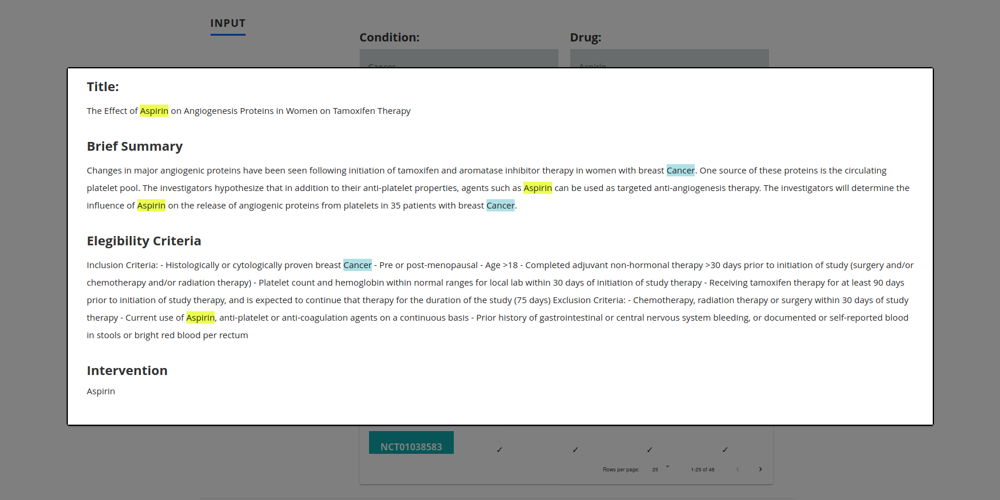 INPUT
Condition:
Drug:
Cancer
Aspirin
Title:
The Effect of Aspirin on Angiogenesis Proteins in Women on Tamoxifen Therapy
Brief Summary
Changes in major angiogenic proteins have been seen following initiation of tamoxifen and aromatase inhibitor therapy in women with breast Cancer. One source of these proteins is the circulating
platelet pool. The investigators hypothesize that in addition to their anti-platelet properties, agents such as Aspirin can be used as targeted anti-angiogenesis therapy. The investigators will determine the
influence of Aspirin on the release of angiogenic proteins from platelets in 35 patients with breast Cancer.
Elegibility Criteria
Inclusion Criteria: - Histologically or cytologically proven breast Cancer - Pre or post-menopausal - Age >18 - Completed adjuvant non-hormonal therapy >30 days prior to initiation of study (surgery and/or
chemotherapy and/or radiation therapy) - Platelet count and hemoglobin within normal ranges for local lab within 30 days of initiation of study therapy - Receiving tamoxifen therapy for at least 90 days
prior to initiation of study therapy, and is expected to continue that therapy for the duration of the study (75 days) Exclusion Criteria: - Chemotherapy, radiation therapy or surgery within 30 days of study
therapy - Current use of Aspirin, anti-platelet or anti-coagulation agents on a continuous basis - Prior history of gastrointestinal or central nervous system bleeding, or documented or self-reported blood
in stools or bright red blood per rectum
Intervention
Aspirin
NCT01038583 ✓ ✓ ✓ ✓
Rows per page: 25 1-25 of 48